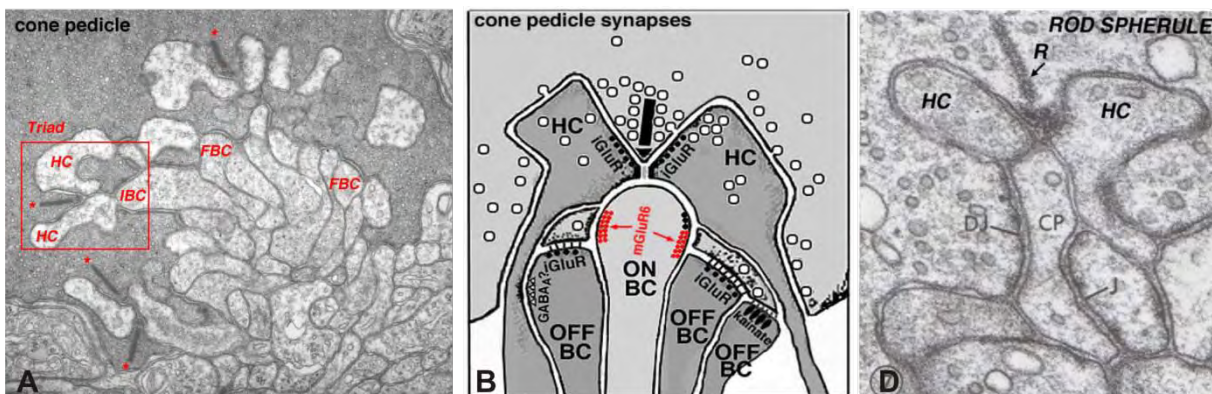 cone pedicle
*
Triad
HC
FBC
IBC
FBC
*
HC
*
*
A
cone pedicle synapses
HC
iGluR
iGluR
HC
mGluR6
iGluR
GABAA?
ON
BC
iGluR
kainate
OFF
BC
OFF
BC
OFF
BC
B
ROD SPHERULE
R
HC
HC
DJ
CP
J
D